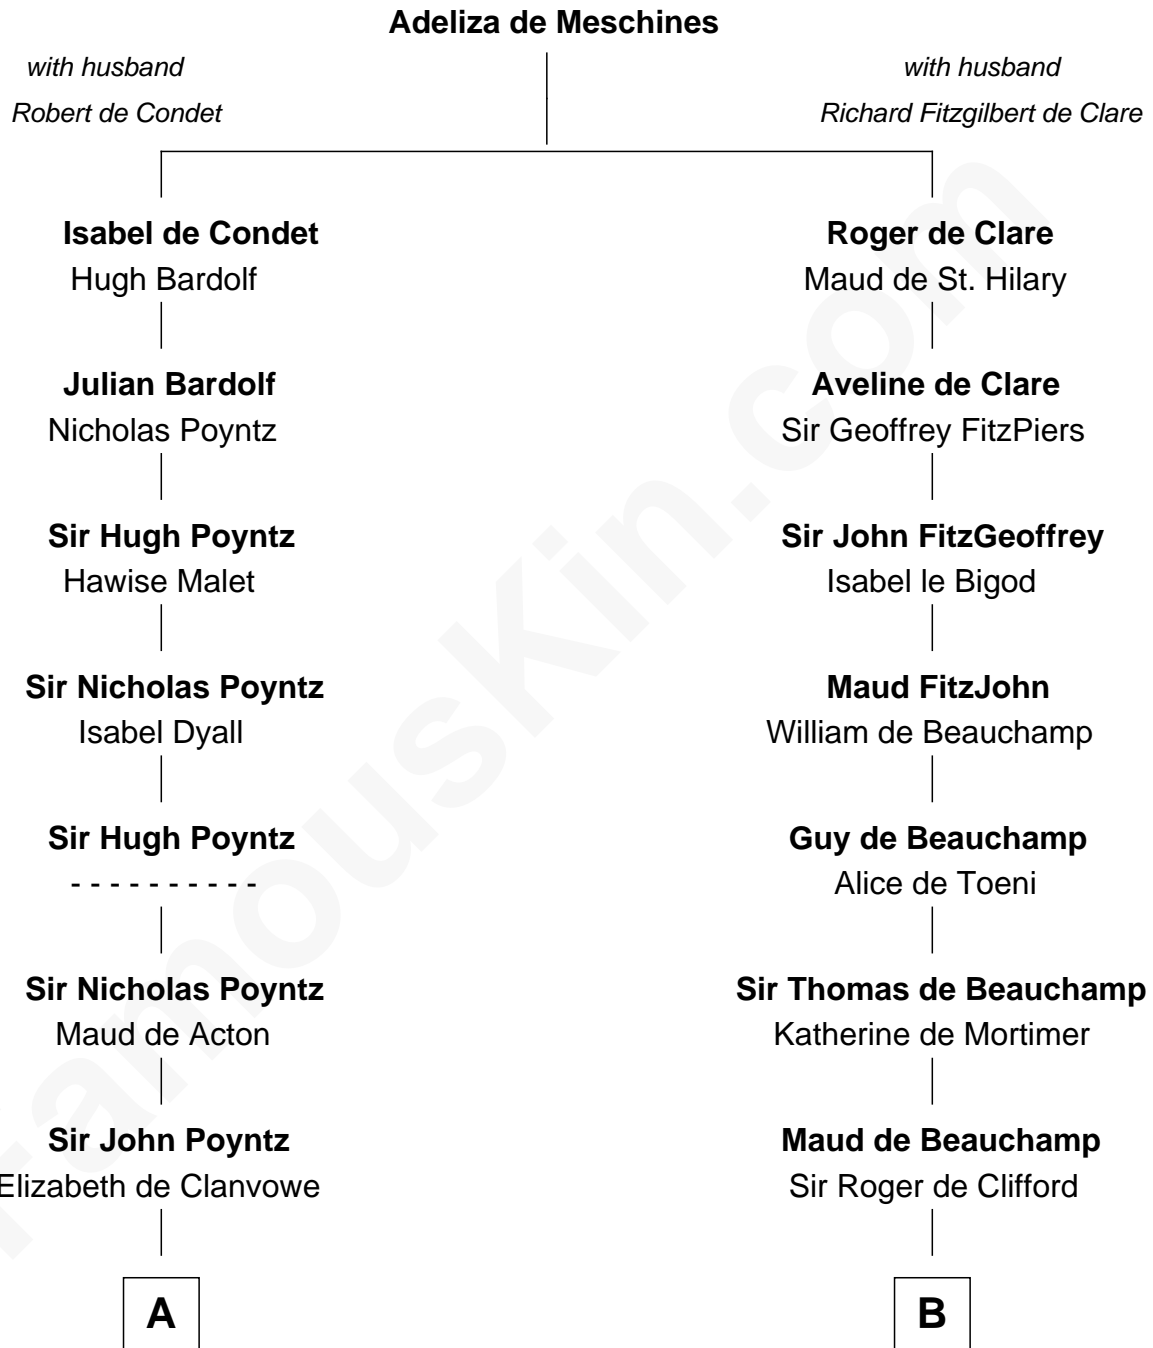 Adeliza de Meschines
with husband
Robert de Condet
with husband
Richard Fitzgilbert de Clare
Isabel de Condet
Hugh Bardolf
Roger de Clare
Maud de St. Hilary
Julian Bardolf
Nicholas Poyntz
Aveline de Clare
Sir Geoffrey FitzPiers
Sir Hugh Poyntz
Hawise Malet
Sir John FitzGeoffrey
Isabel le Bigod
Sir Nicholas Poyntz
Isabel Dyall
Maud FitzJohn
William de Beauchamp
Sir Hugh Poyntz
- - - - - - - - - -
Guy de Beauchamp
Alice de Toeni
Sir Nicholas Poyntz
Maud de Acton
Sir Thomas de Beauchamp
Katherine de Mortimer
Sir John Poyntz
Elizabeth de Clanvowe
Maud de Beauchamp
Sir Roger de Clifford
A
B
FamousKin.com